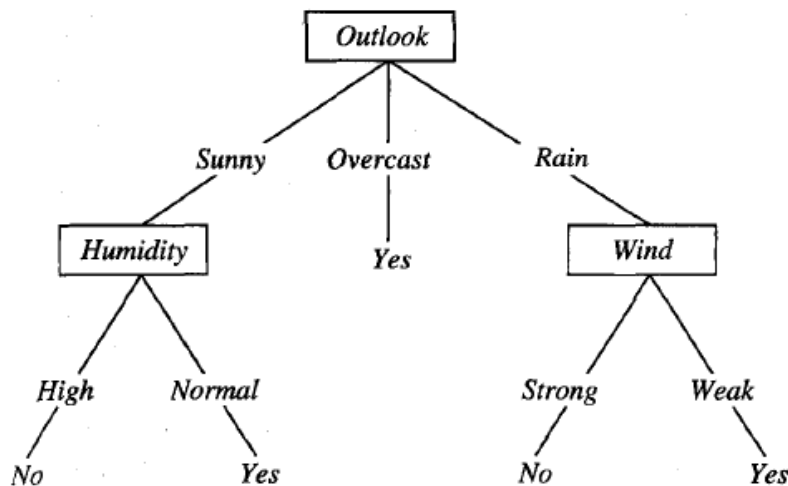 Outlook
Sunny Overcast Rain
Humidity Yes Wind
High Normal Strong Weak
No Yes No Yes